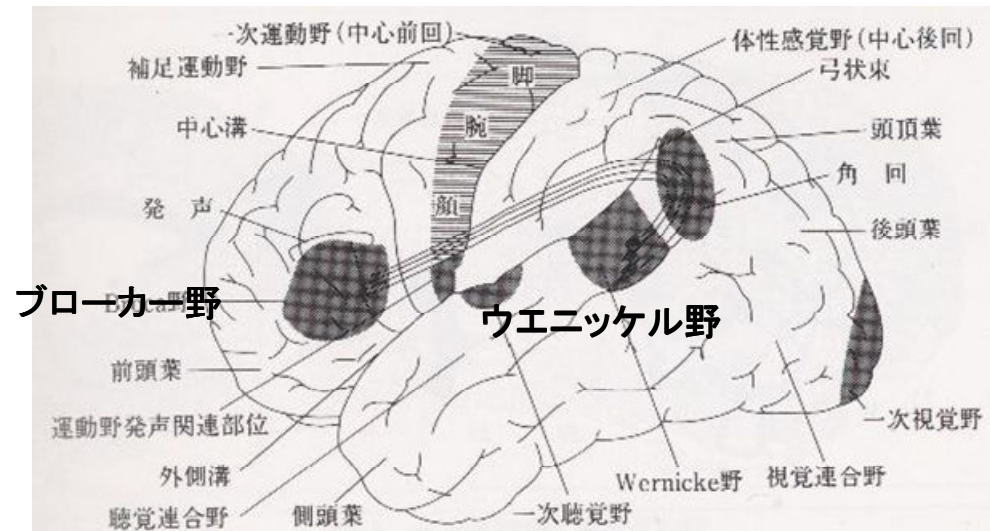 一次運動野(中心前回)
補足運動野
中心溝
発 声
ブローカー野
前頭葉
運動野発声関連部位
外側溝
聴覚連合野
側頭葉
脚
腕
顔
体性感覚野(中心後回)
弓状束
頭頂葉
角 回
後頭葉
ウエニッケル野
一次視覚野
視覚連合野
Wernicke野
一次聴覚野